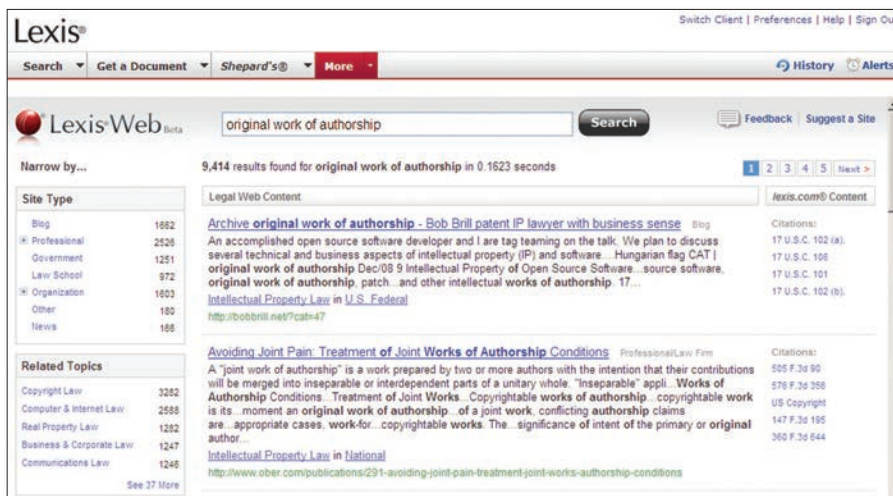 Switch Client | Preferences | Help | Sign Ou
Lexis®
Search Get a Document Shepard's® More History Alerts
Lexis Web Beta original work of authorship Search Feedback | Suggest a Site
Narrow by... 9,414 results found for original work of authorship in 0.1623 seconds 1 2 3 4 5 Next >
Site Type Legal Web Content lexis.com® Content
Blog 1662
Professional 2526
Government 1251
Law School 972
Organization 1603
Other 180
News 166
Archive original work of authorship - Bob Brill patent IP lawyer with business sense Blog
An accomplished open source software developer and I are tag teaming on the talk. We plan to discuss
several technical and business aspects of intellectual property (IP) and software... Hungarian flag CAT |
original work of authorship Dec/08 9 Intellectual Property of Open Source Software...source software,
original work of authorship, patch...and other intellectual works of authorship. 17...
Intellectual Property Law in U.S. Federal
http://bobbrill.net/?cat=47
Citations:
17 U.S.C. 102 (a).
17 U.S.C. 106
17 U.S.C. 101
17 U.S.C. 102 (b).
Related Topics
Copyright Law 3282
Computer & Internet Law 2588
Real Property Law 1282
Business & Corporate Law 1247
Communications Law 1246
See 37 More
Avoiding Joint Pain: Treatment of Joint Works of Authorship Conditions Professional/Law Firm
A "joint work of authorship" is a work prepared by two or more authors with the intention that their contributions
will be merged into inseparable or interdependent parts of a unitary whole. "Inseparable" appli...Works of
Authorship Conditions...Treatment of Joint Works...Copyrightable works of authorship...copyrightable work
is its...moment an original work of authorship...of a joint work, conflicting authorship claims
are...appropriate cases, work-for...copyrightable works. The...significance of intent of the primary or original
author...
Intellectual Property Law in National
http://www.ober.com/publications/291-avoiding-joint-pain-treatment-joint-works-authorship-conditions
Citations:
505 F.3d 90
576 F.3d 356
US Copyright
147 F.3d 195
360 F.3d 644